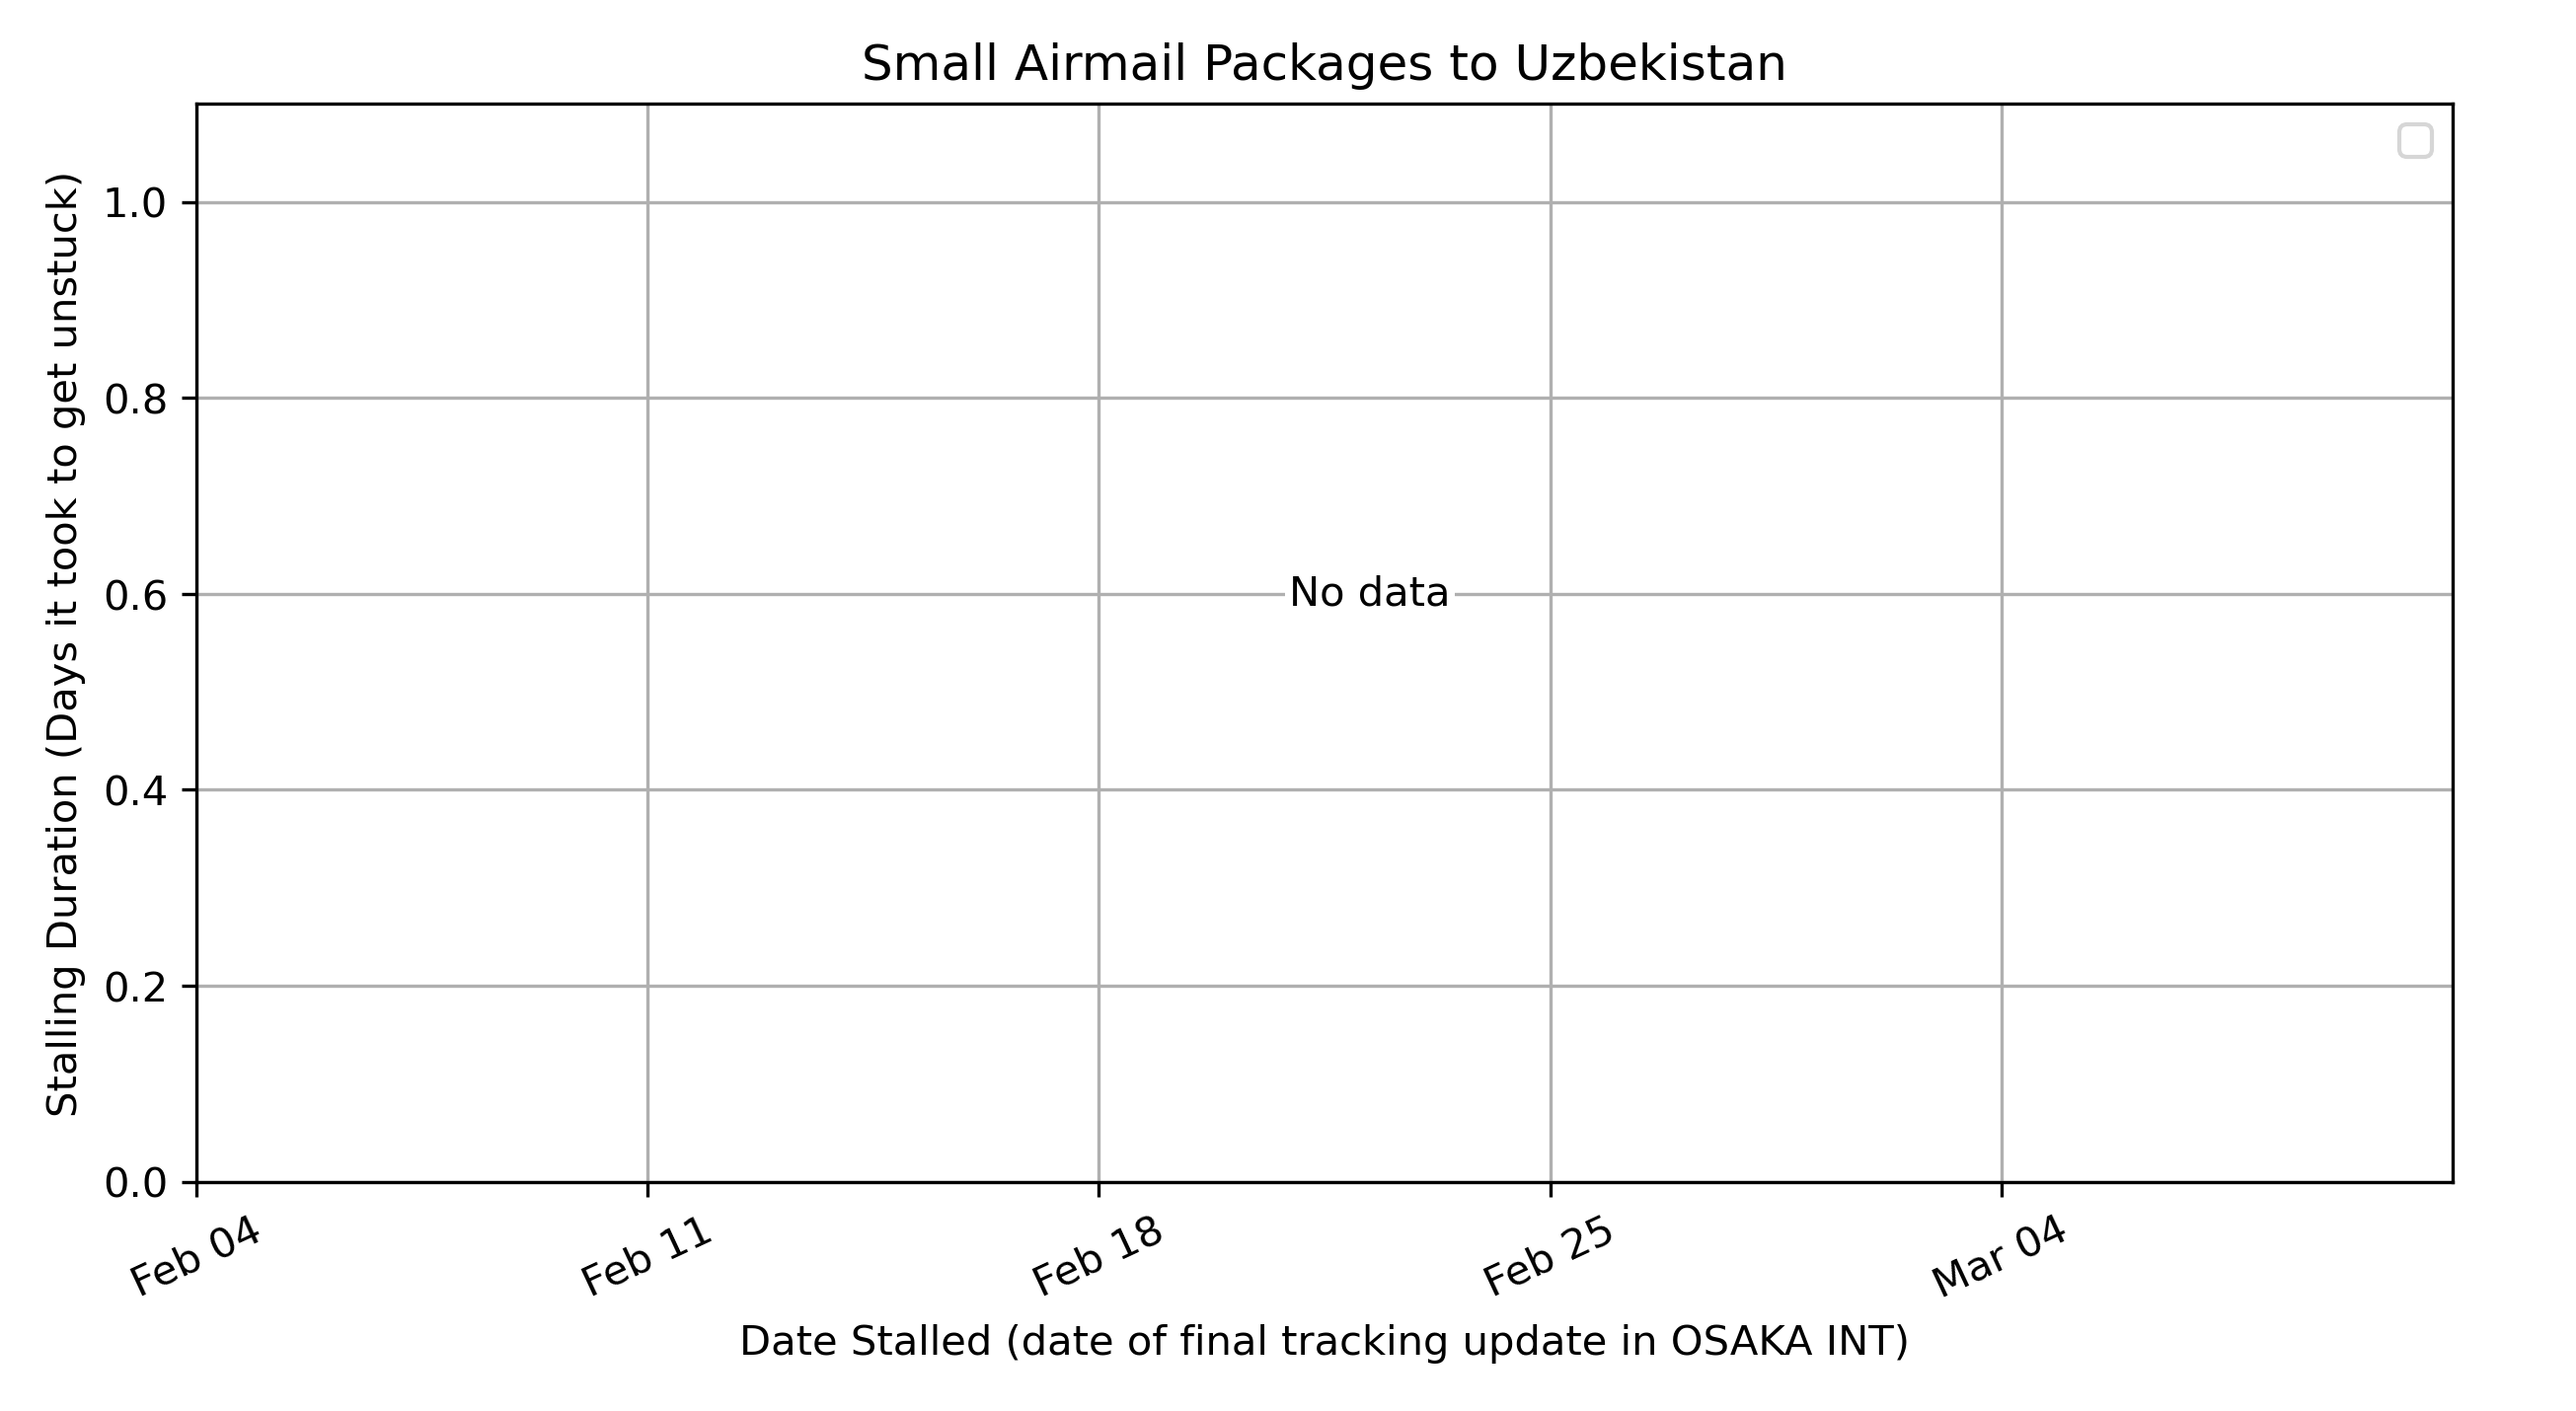 Small Airmail Packages to Uzbekistan
Stalling Duration (Days it took to get unstuck)
1.0
0.8
0.6
0.4
0.2
0.0
No data
Feb 04
Feb 11
Feb 18
Feb 25
Mar 04
Date Stalled (date of final tracking update in OSAKA INT)